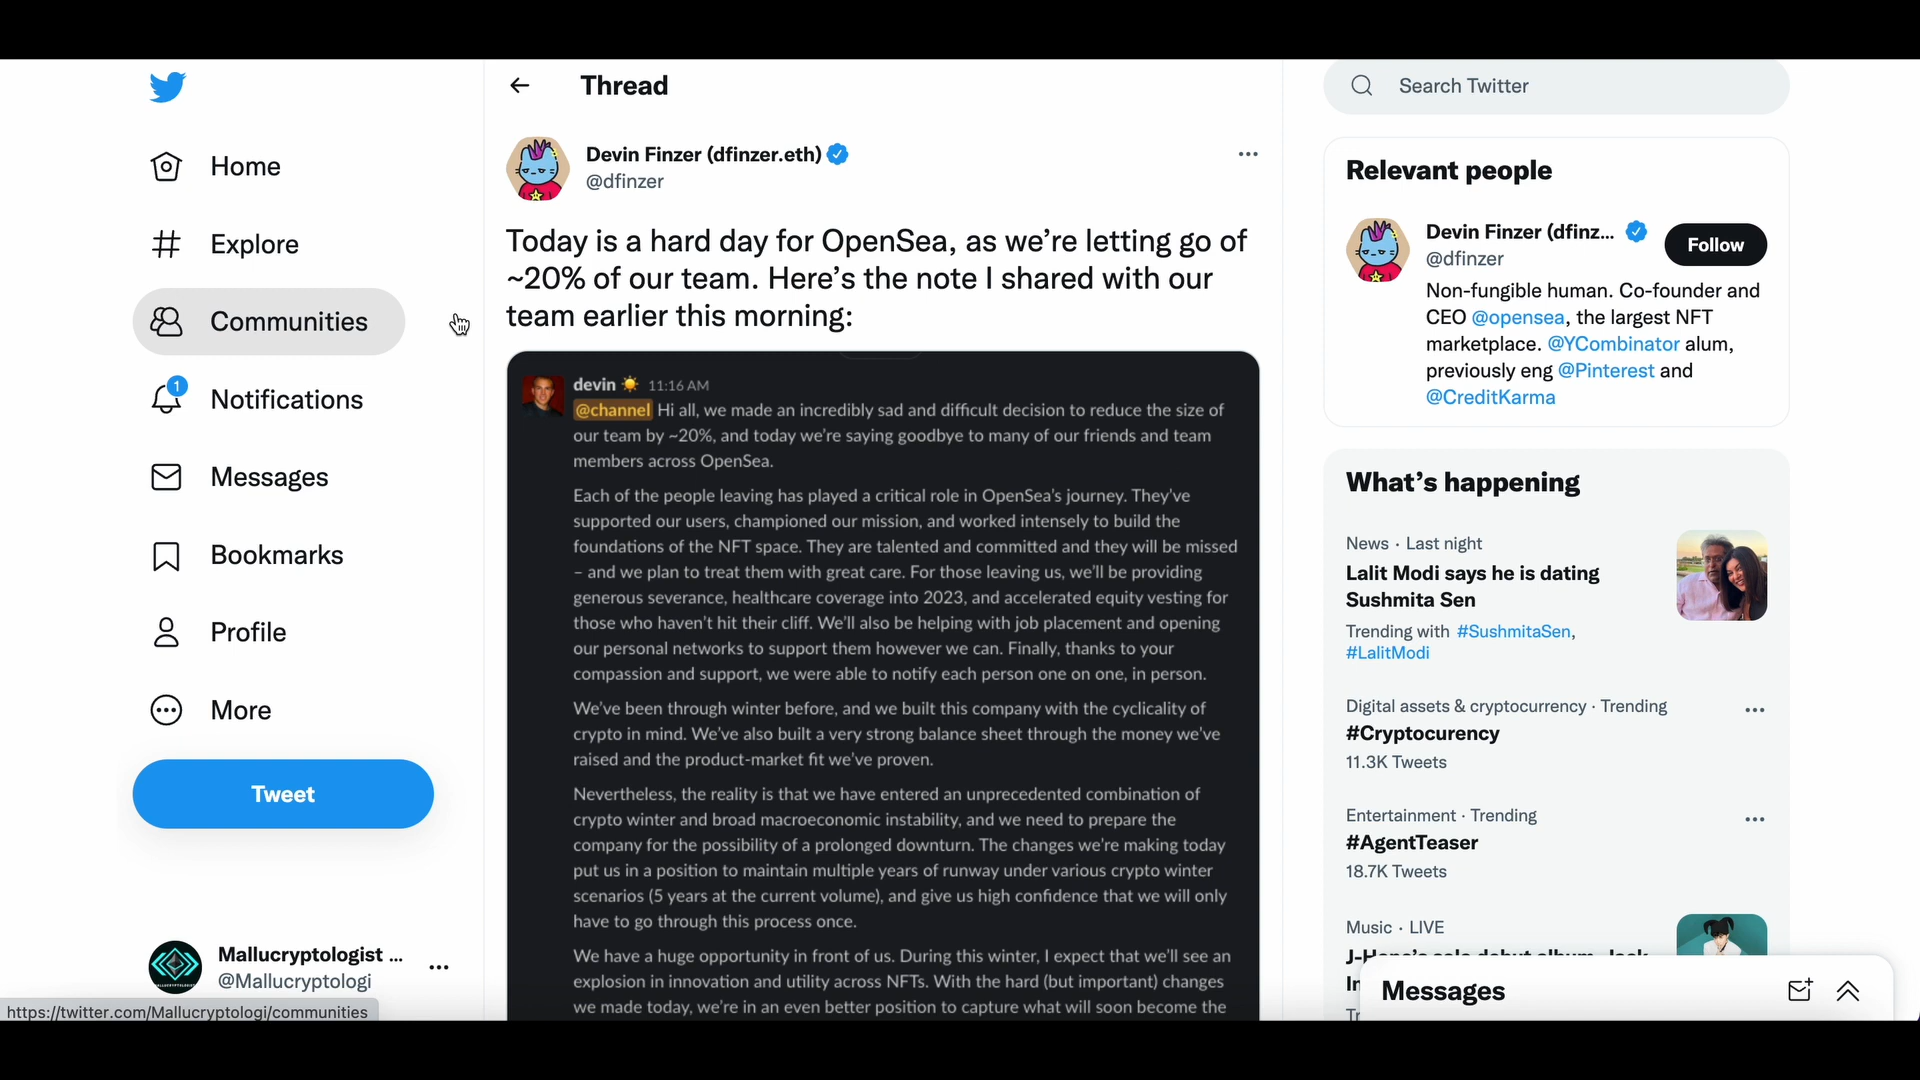 Home
Explore
Communities
1
Notifications
Messages
Bookmarks
Profile
More
Tweet
Mallucryptologist ...
@Mallucryptologi
https://twitter.com/Mallucryptologi/communities
Thread
Devin Finzer (dfinzer.eth)
@dfinzer
Today is a hard day for OpenSea, as we’re letting go of
~20% of our team. Here’s the note I shared with our
team earlier this morning:
devin 11:16 AM
@channel Hi all, we made an incredibly sad and difficult decision to reduce the size of
our team by ~20%, and today we're saying goodbye to many of our friends and team
members across OpenSea.
Each of the people leaving has played a critical role in OpenSea's journey. They've
supported our users, championed our mission, and worked intensely to build the
foundations of the NFT space. They are talented and committed and they will be missed
– and we plan to treat them with great care. For those leaving us, we'll be providing
generous severance, healthcare coverage into 2023, and accelerated equity vesting for
those who haven't hit their cliff. We'll also be helping with job placement and opening
our personal networks to support them however we can. Finally, thanks to your
compassion and support, we were able to notify each person one on one, in person.
We've been through winter before, and we built this company with the cyclicality of
crypto in mind. We've also built a very strong balance sheet through the money we've
raised and the product-market fit we've proven.
Nevertheless, the reality is that we have entered an unprecedented combination of
crypto winter and broad macroeconomic instability, and we need to prepare the
company for the possibility of a prolonged downturn. The changes we're making today
put us in a position to maintain multiple years of runway under various crypto winter
scenarios (5 years at the current volume), and give us high confidence that we will only
have to go through this process once.
We have a huge opportunity in front of us. During this winter, I expect that we'll see an
explosion in innovation and utility across NFTs. With the hard (but important) changes
we made today, we're in an even better position to capture what will soon become the
Search Twitter
Relevant people
Devin Finzer (dfinz...
@dfinzer
Follow
Non-fungible human. Co-founder and
CEO @opensea, the largest NFT
marketplace. @YCombinator alum,
previously eng @Pinterest and
@CreditKarma
What’s happening
News · Last night
Lalit Modi says he is dating
Sushmita Sen
Trending with #SushmitaSen,
#LalitModi
Digital assets & cryptocurrency · Trending
#Cryptocurency
11.3K Tweets
Entertainment · Trending
#AgentTeaser
18.7K Tweets
Music · LIVE
J-Hope's solo debut album
Messages